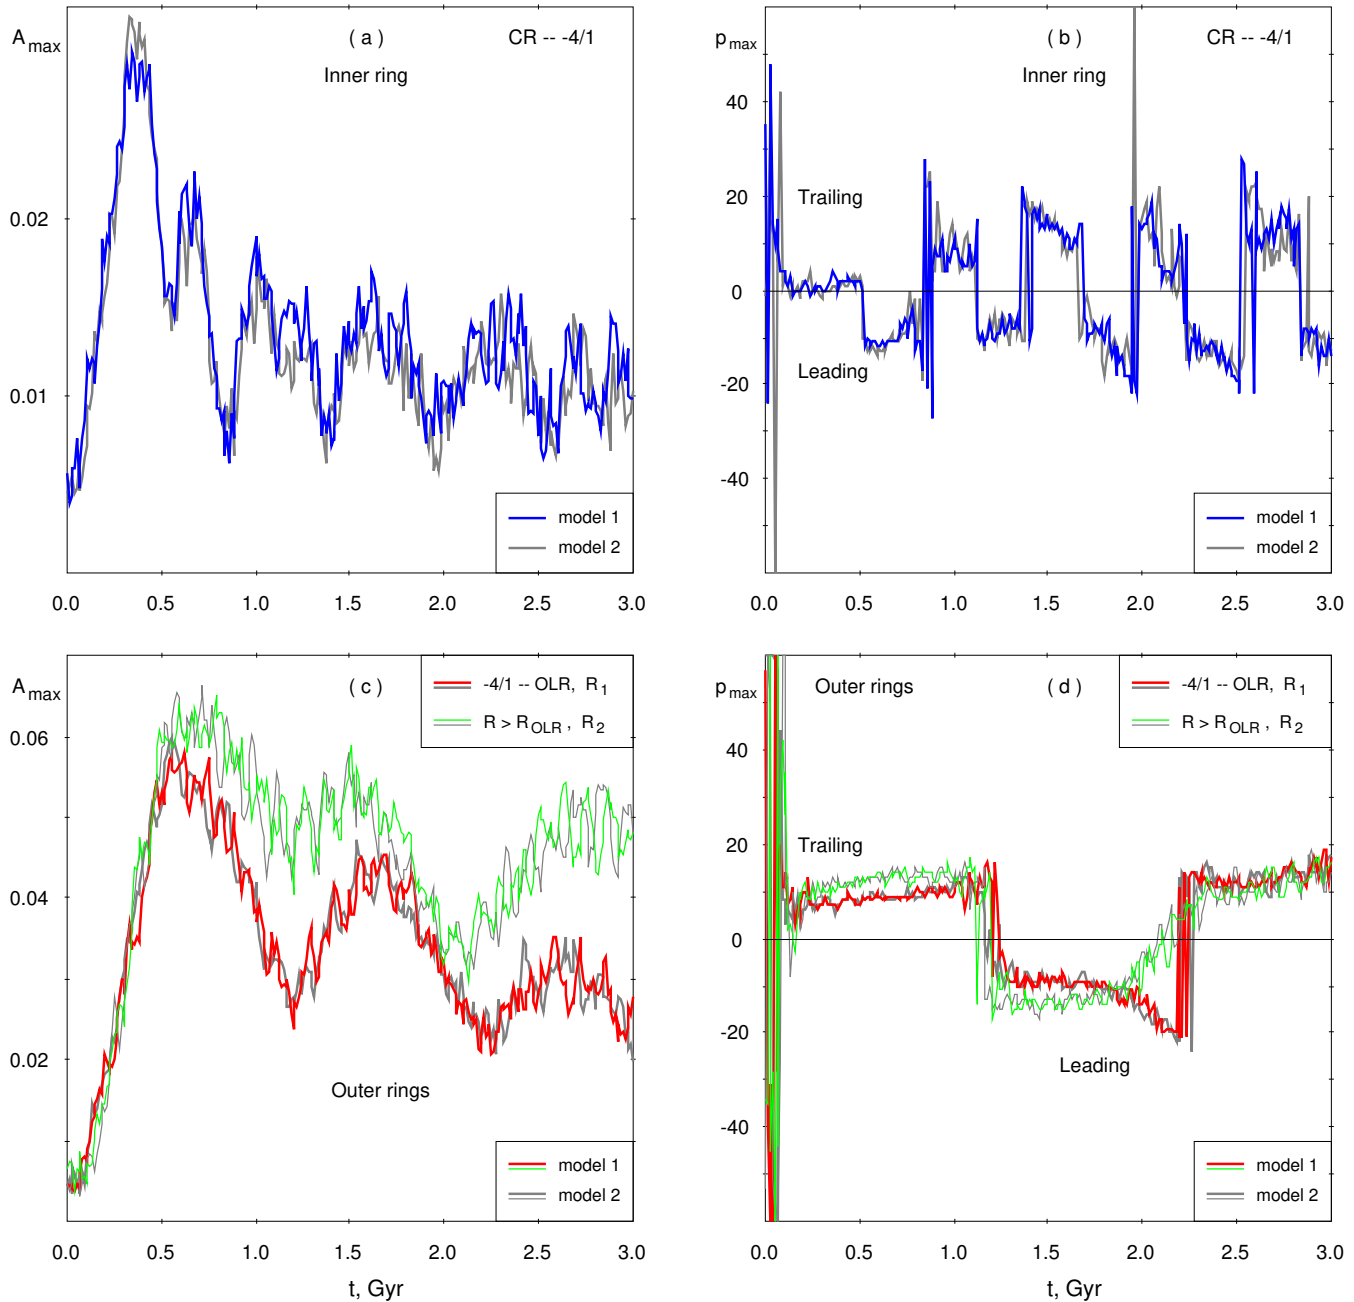 A max
( a )
CR -- -4/1
Inner ring
0.02
0.01
model 1
model 2
0.0 0.5 1.0 1.5 2.0 2.5 3.0
p max
( b )
CR -- -4/1
Inner ring
40
20
0
-20
-40
Trailing
Leading
model 1
model 2
0.0 0.5 1.0 1.5 2.0 2.5 3.0
A max
( c )
-4/1 -- OLR, R1
R > ROLR , R2
0.06
0.04
0.02
Outer rings
model 1
model 2
0.0 0.5 1.0 1.5 2.0 2.5 3.0
t, Gyr
p max
Outer rings
( d )
-4/1 -- OLR, R1
R > ROLR , R2
40
20
0
-20
-40
Trailing
Leading
model 1
model 2
0.0 0.5 1.0 1.5 2.0 2.5 3.0
t, Gyr